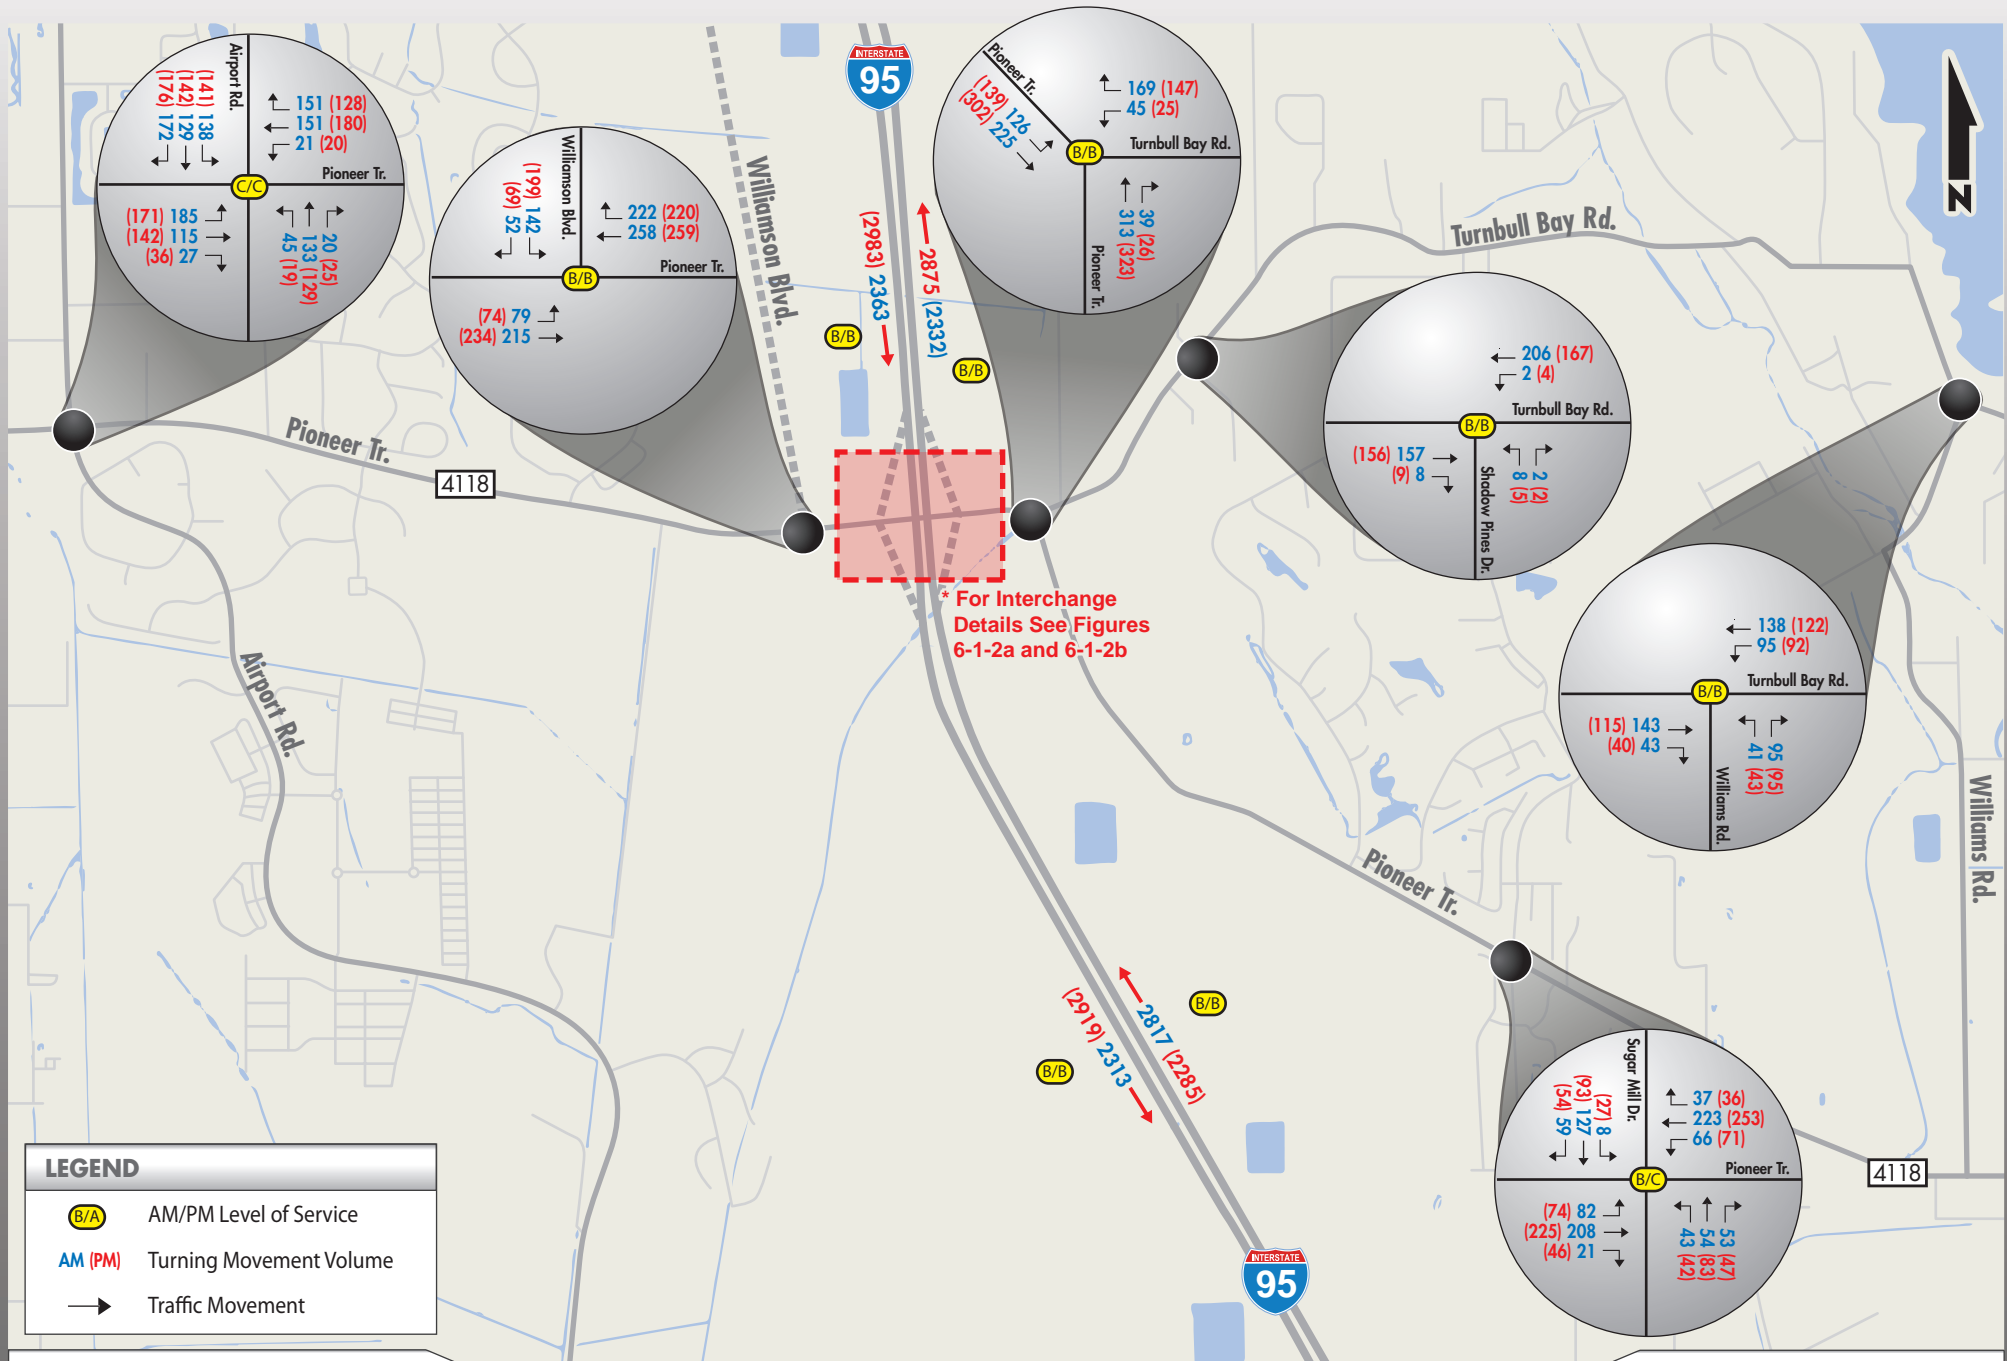 Airport Rd.
(176) 172
(142) 129
(141) 138
151 (128)
151 (180)
21 (20)
Pioneer Tr.
C/C
(171) 185
(142) 115
(36) 27
45 (19)
133 (129)
20 (25)
Williamson Blvd.
(69) 52
(199) 142
222 (220)
258 (259)
Pioneer Tr.
B/B
(74) 79
(234) 215
Williamson Blvd.
INTERSTATE
95
(2983) 2363
2875 (2332)
B/B
B/B
Pioneer Tr.
(139) 126
(302) 225
169 (147)
45 (25)
B/B
Turnbull Bay Rd.
313 (323)
39 (26)
Pioneer Tr.
Turnbull Bay Rd.
N
206 (167)
2 (4)
Turnbull Bay Rd.
B/B
(156) 157
(9) 8
8 (5)
2 (2)
Shadow Pines Dr.
Pioneer Tr.
4118
* For Interchange
Details See Figures
6-1-2a and 6-1-2b
138 (122)
95 (92)
Turnbull Bay Rd.
B/B
(115) 143
(40) 43
41 (43)
95 (95)
Williams Rd.
Airport Rd.
Williams Rd.
Pioneer Tr.
(2919) 2313
2817 (2285)
B/B
B/B
Sugar Mill Dr.
(54) 59
(93) 127
(27) 8
37 (36)
223 (253)
66 (71)
Pioneer Tr.
B/C
(74) 82
(225) 208
(46) 21
43 (42)
54 (83)
53 (47)
4118
INTERSTATE
95
LEGEND
B/A AM/PM Level of Service
AM (PM) Turning Movement Volume
Traffic Movement